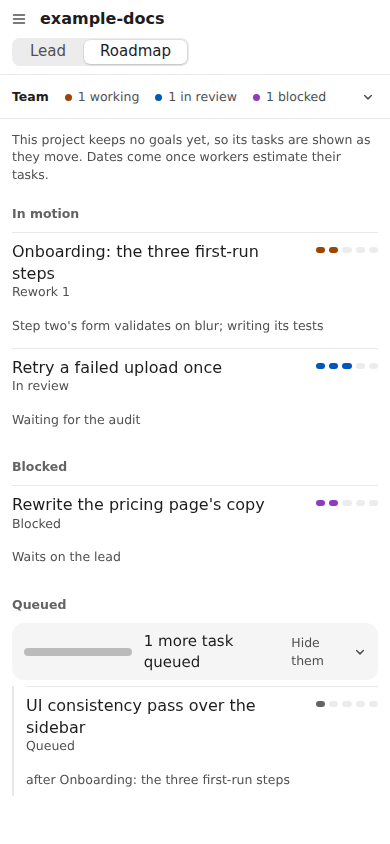 example-docs
Lead
Roadmap
Team
1 working
1 in review
1 blocked
This project keeps no goals yet, so its tasks are shown as
they move. Dates come once workers estimate their
tasks.
In motion
Onboarding: the three first-run
steps
Rework 1
Step two's form validates on blur; writing its tests
Retry a failed upload once
In review
Waiting for the audit
Blocked
Rewrite the pricing page's copy
Blocked
Waits on the lead
Queued
1 more task
queued
Hide
them
UI consistency pass over the
sidebar
Queued
after Onboarding: the three first-run steps